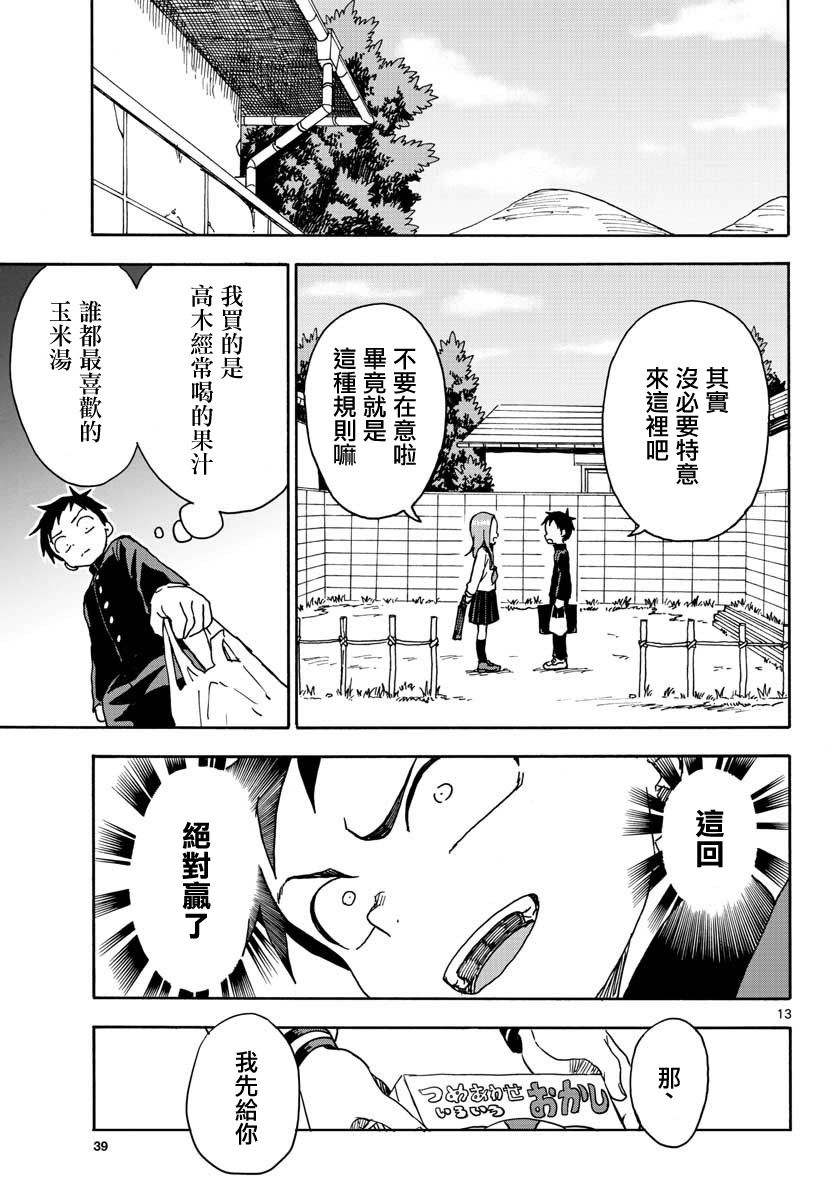 其實
沒必要特意
來這裡吧
不要在意啦
畢竟就是
這種規則嘛
我買的是
高木經常喝的果汁
誰都最喜歡的
玉米湯
這回
絕對贏了
13
那、
つめあわせ
いろいろ
おかし
我先給你
39